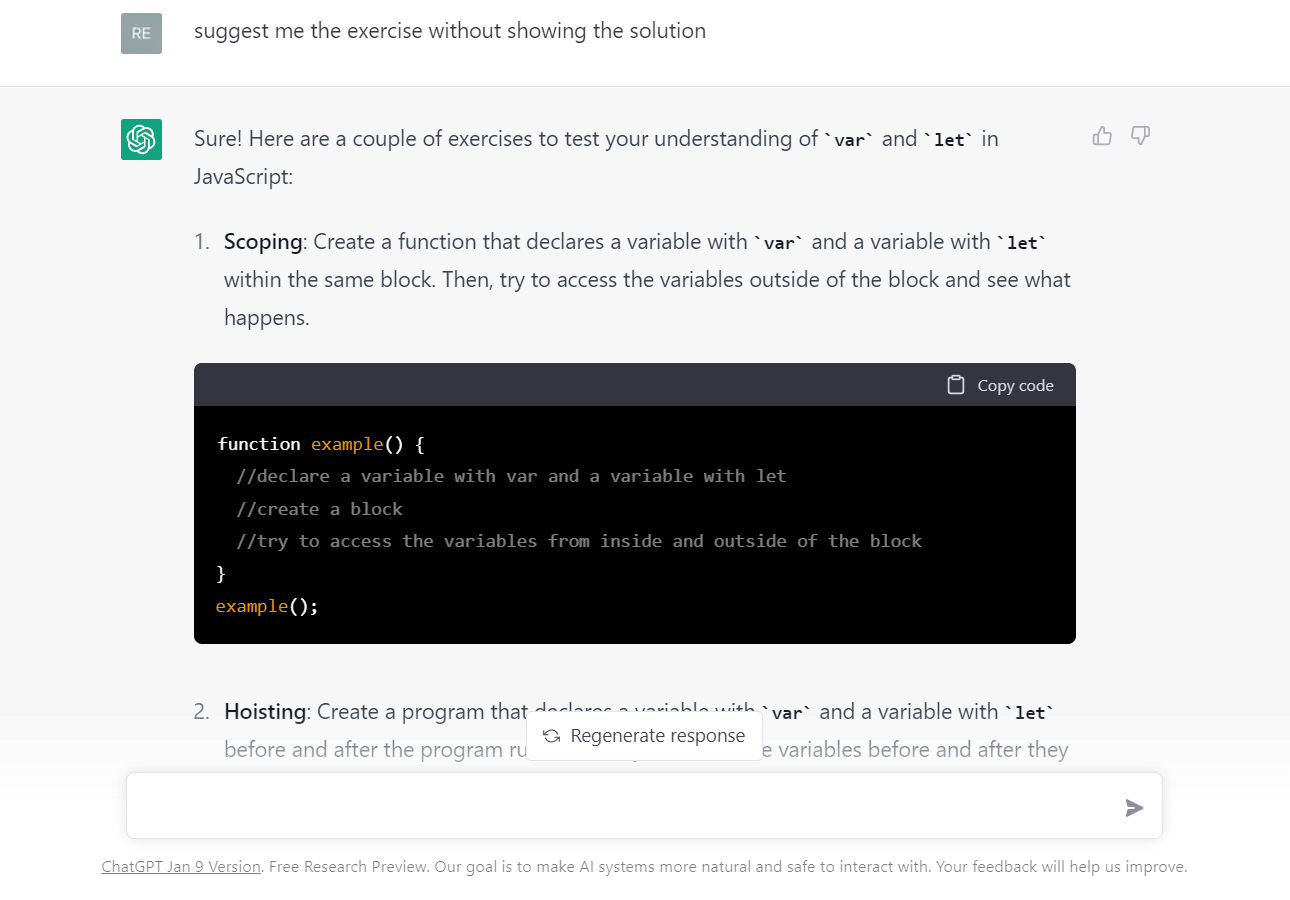 RE
suggest me the exercise without showing the solution
Sure! Here are a couple of exercises to test your understanding of `var` and `let` in
JavaScript:
1. Scoping: Create a function that declares a variable with `var` and a variable with `let`
within the same block. Then, try to access the variables outside of the block and see what
happens.
Copy code
function example() {
//declare a variable with var and a variable with let
//create a block
//try to access the variables from inside and outside of the block
}
example();
2. Hoisting: Create a program that declares a variable with `var` and a variable with `let`
Regenerate response
before and after the program variables before and after they
ChatGPT Jan 9 Version. Free Research Preview. Our goal is to make AI systems more natural and safe to interact with. Your feedback will help us improve.